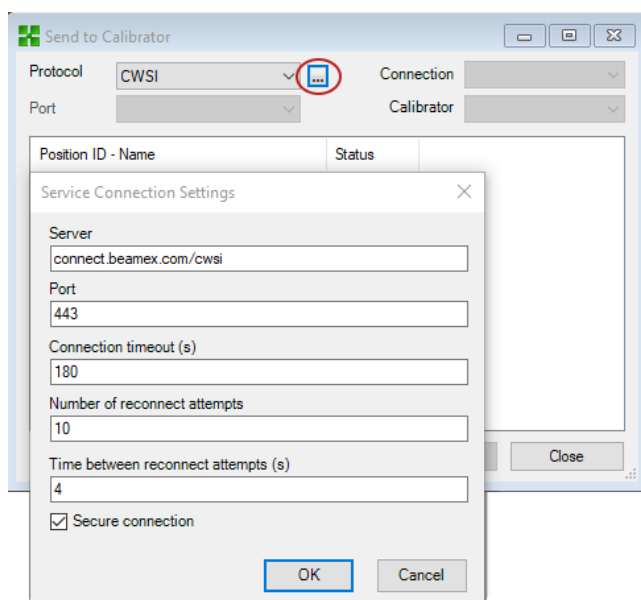 Send to Calibrator
Protocol CWSI ... Connection
Port Calibrator
Position ID - Name Status
Service Connection Settings
Server
connect.beamex.com/cwsi
Port
443
Connection timeout (s)
180
Number of reconnect attempts
10
Time between reconnect attempts (s)
4
Secure connection
OK Cancel
Close